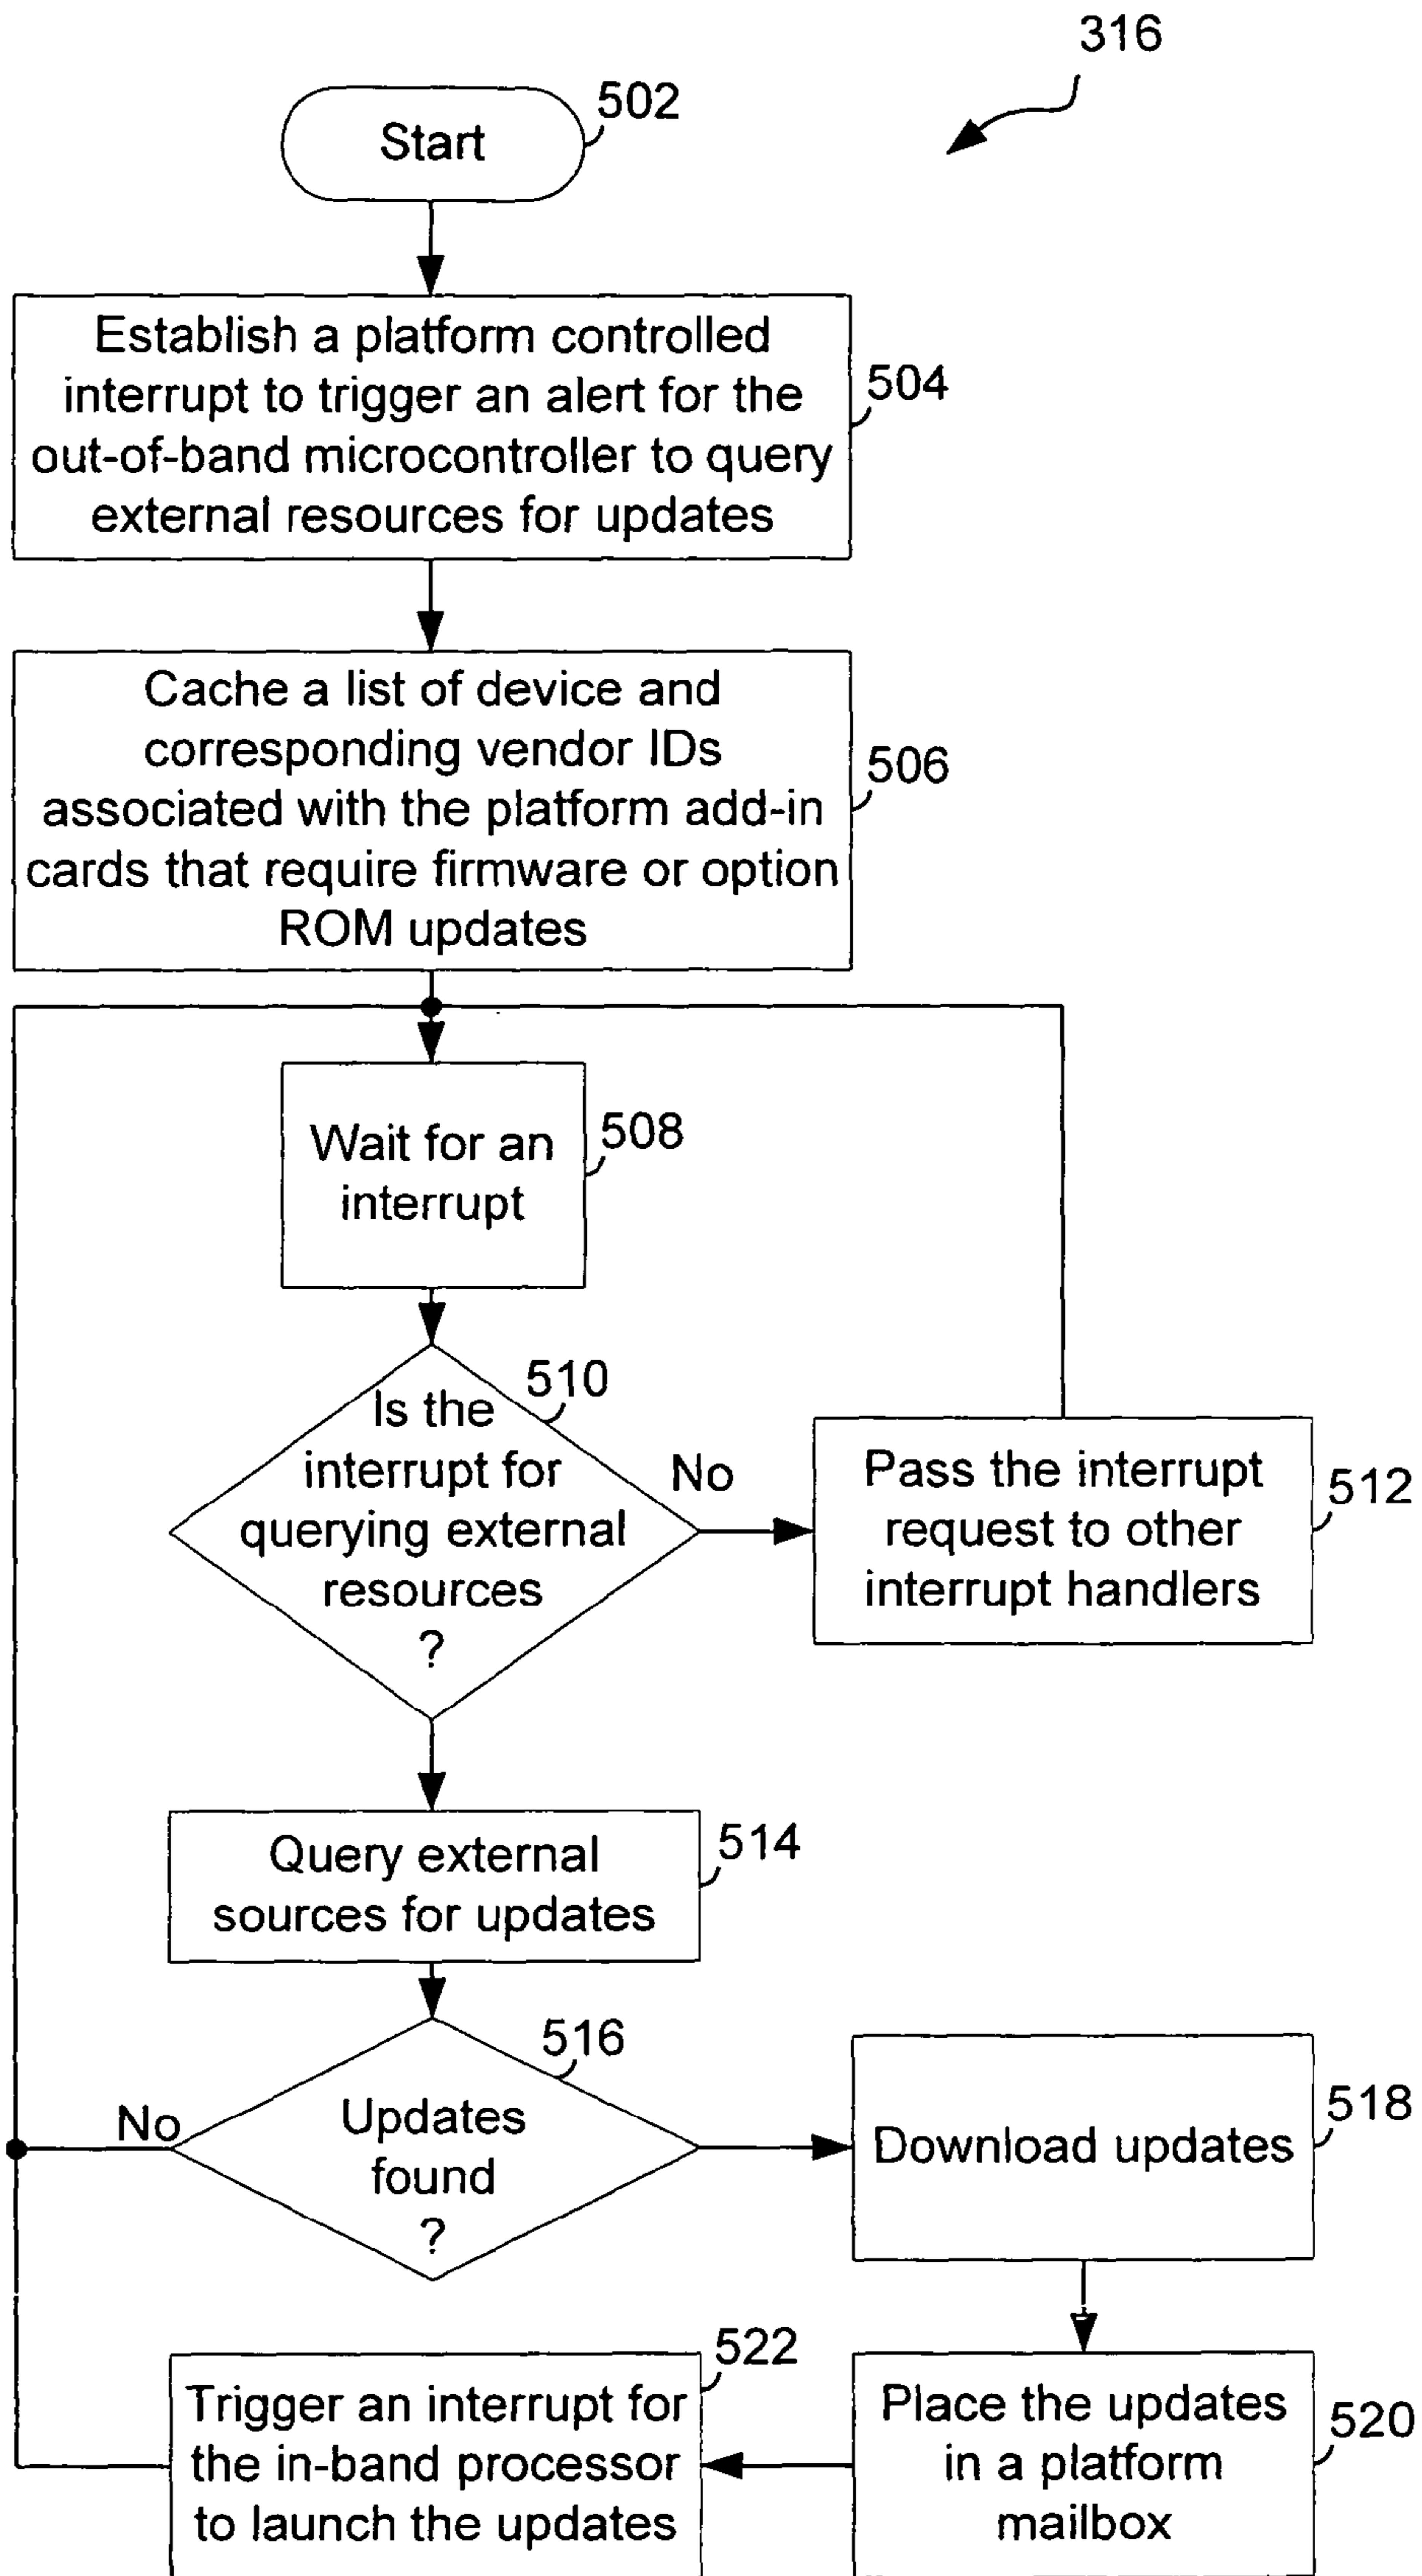 316
Start
502
Establish a platform controlled
interrupt to trigger an alert for the
out-of-band microcontroller to query
external resources for updates
504
Cache a list of device and
corresponding vendor IDs
associated with the platform add-in
cards that require firmware or option
ROM updates
506
Wait for an
interrupt
508
510
Is the
interrupt for
querying external
resources
?
No
Pass the interrupt
request to other
interrupt handlers
512
Query external
sources for updates
514
516
Updates
found
?
No
Download updates
518
Place the updates
in a platform
mailbox
520
522
Trigger an interrupt for
the in-band processor
to launch the updates